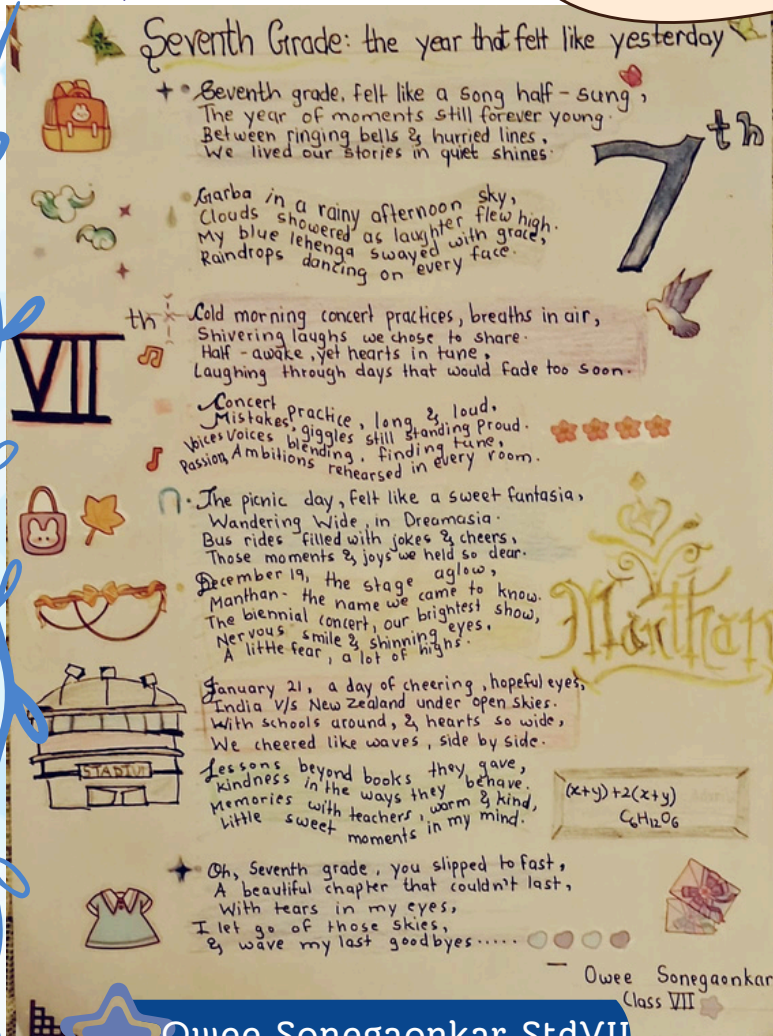 Seventh Grade: the year that felt like yesterday
Seventh grade, felt like a song half - sung,
The year of moments still forever young.
Between ringing bells & hurried lines,
We lived our stories in quiet shines.
7th
Garba in a rainy afternoon sky,
Clouds showered as laughter flew high.
My blue lehenga swayed with grace,
Raindrops dancing on every face.
VII th
Cold morning concert practices, breaths in air,
Shivering laughs we chose to share.
Half - awake, yet hearts in tune,
Laughing through days that would fade too soon.
Concert practice, long & loud,
Mistakes, giggles still standing proud.
Voices Voices blending, finding tune,
Passion, Ambitions rehearsed in every room.
The picnic day, felt like a sweet fantasia,
Wandering Wide, in Dreamasia.
Bus rides filled with jokes & cheers,
Those moments & joys we held so dear.
December 19, the stage aglow,
Manthan - the name we came to know.
The biennial concert, our brightest show,
Nervous smile & shinning eyes,
A little fear, a lot of highs.
Manthan
January 21, a day of cheering, hopeful eyes,
India v/s New Zealand under open skies.
With schools around, & hearts so wide,
We cheered like waves, side by side.
STADIUM
Lessons beyond books they gave,
kindness in the ways they behave.
Memories with teachers, warm & kind,
Little sweet moments in my mind.
(x+y)+2(x+y)
C6H12O6
Oh, Seventh grade, you slipped to fast,
A beautiful chapter that couldn't last,
With tears in my eyes,
I let go of those skies,
& wave my last goodbyes.....
— Owee Sonegaonkar
Class VII
Owee Sonegaonkar StdVII